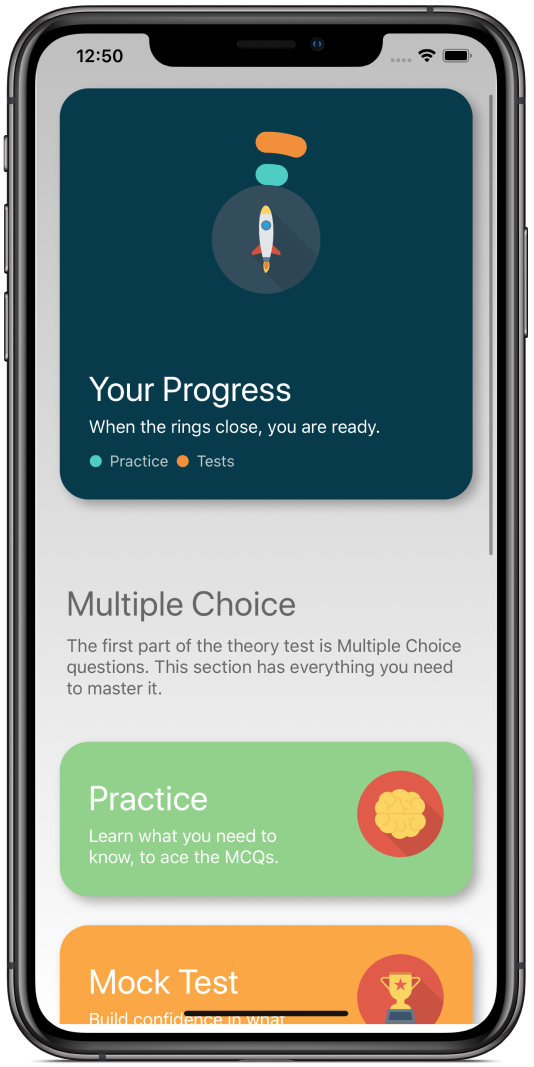 12:50
Your Progress
When the rings close, you are ready.
Practice Tests
Multiple Choice
The first part of the theory test is Multiple Choice
questions. This section has everything you need
to master it.
Practice
Learn what you need to
know, to ace the MCQs.
Mock Test
Build confidence in what